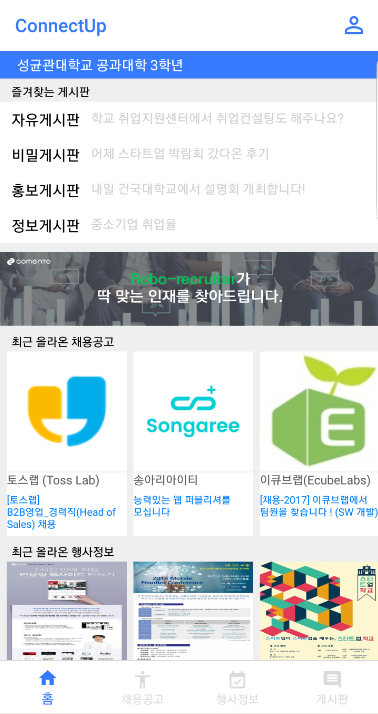 ConnectUp
성균관대학교 공과대학 3학년
즐겨찾는 게시판
자유게시판 학교 취업지원센터에서 취업컨설팅도 해주나요?
비밀게시판 어제 스타트업 박람회 갔다온 후기
홍보게시판 내일 건국대학교에서 설명회 개최합니다!
정보게시판 중소기업 취업율
Robo-recruiter가
딱 맞는 인재를 찾아드립니다.
최근 올라온 채용공고
Songaree
E
토스랩 (Toss Lab) 송아리아이티 이큐브랩(EcubeLabs)
[토스랩] 능력있는 웹 퍼블리셔를 [채용-2017] 이큐브랩에서
B2B영업_경력직(Head of 모십니다 팀원을 찾습니다 ! (SW 개발)
Sales) 채용
최근 올라온 행사정보
Mobile
Frontier Conference
스타트업
학교
홈 채용공고 행사정보 게시판